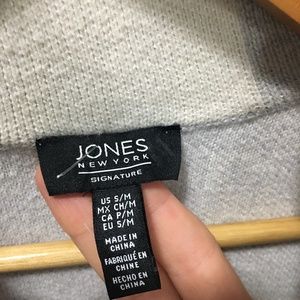 JONES
NEW YORK
SIGNATURE
US S/M
MX CH/M
CA P/M
EU S/M
MADE IN
CHINA
FABRIQUÉ EN
CHINE
HECHO EN
CHINA